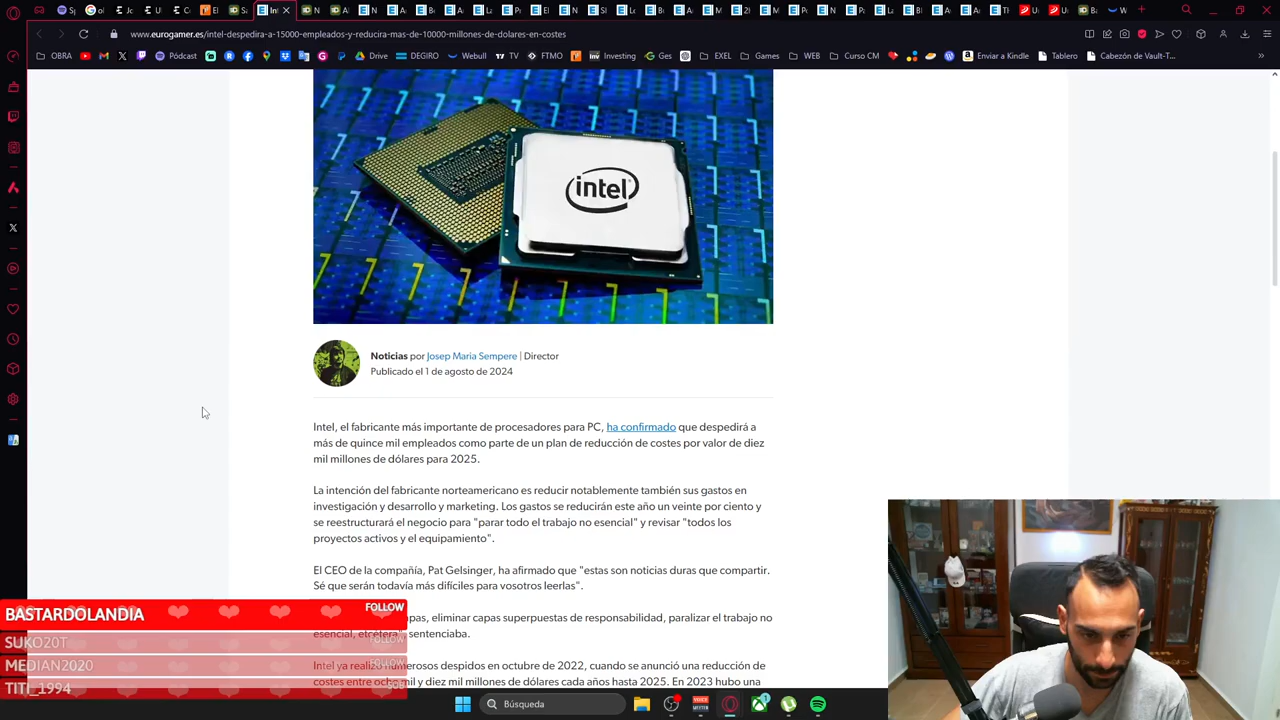 www.eurogamer.es/intel-despedira-a-15000-empleados-y-reducira-mas-de-10000-millones-de-dolares-en-costes
OBRA
TV
Pódcast
Drive
DEGIRO
Webull
TV
FTMO
Investing
Ges
EXEL
Games
WEB
Curso CM
Enviar a Kindle
Tablero
Cabezón de Vault-T...
intel
Noticias por Josep Maria Sempere | Director
Publicado el 1 de agosto de 2024
Intel, el fabricante más importante de procesadores para PC, ha confirmado que despedirá a
más de quince mil empleados como parte de un plan de reducción de costes por valor de diez
mil millones de dólares para 2025.
La intención del fabricante norteamericano es reducir notablemente también sus gastos en
investigación y desarrollo y marketing. Los gastos se reducirán este año un veinte por ciento y
se reestructurará el negocio para "parar todo el trabajo no esencial" y revisar "todos los
proyectos activos y el equipamiento".
El CEO de la compañía, Pat Gelsinger, ha afirmado que "estas son noticias duras que compartir.
Sé que serán todavía más difíciles para vosotros leerlas".
pas, eliminar capas superpuestas de responsabilidad, paralizar el trabajo no
esencial, etcétera", sentenciaba.
Intel ya realizó numerosos despidos en octubre de 2022, cuando se anunció una reducción de
costes entre ocho mil y diez mil millones de dólares cada años hasta 2025. En 2023 hubo una
BASTARDOLANDIA FOLLOW
SUKO20T FOLLOW
MEDIAN2020 FOLLOW
TITI_1994 SUB
Búsqueda